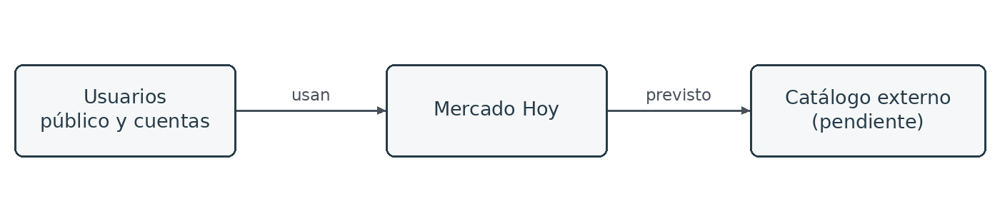 Usuarios
público y cuentas
usan
Mercado Hoy
previsto
Catálogo externo
(pendiente)